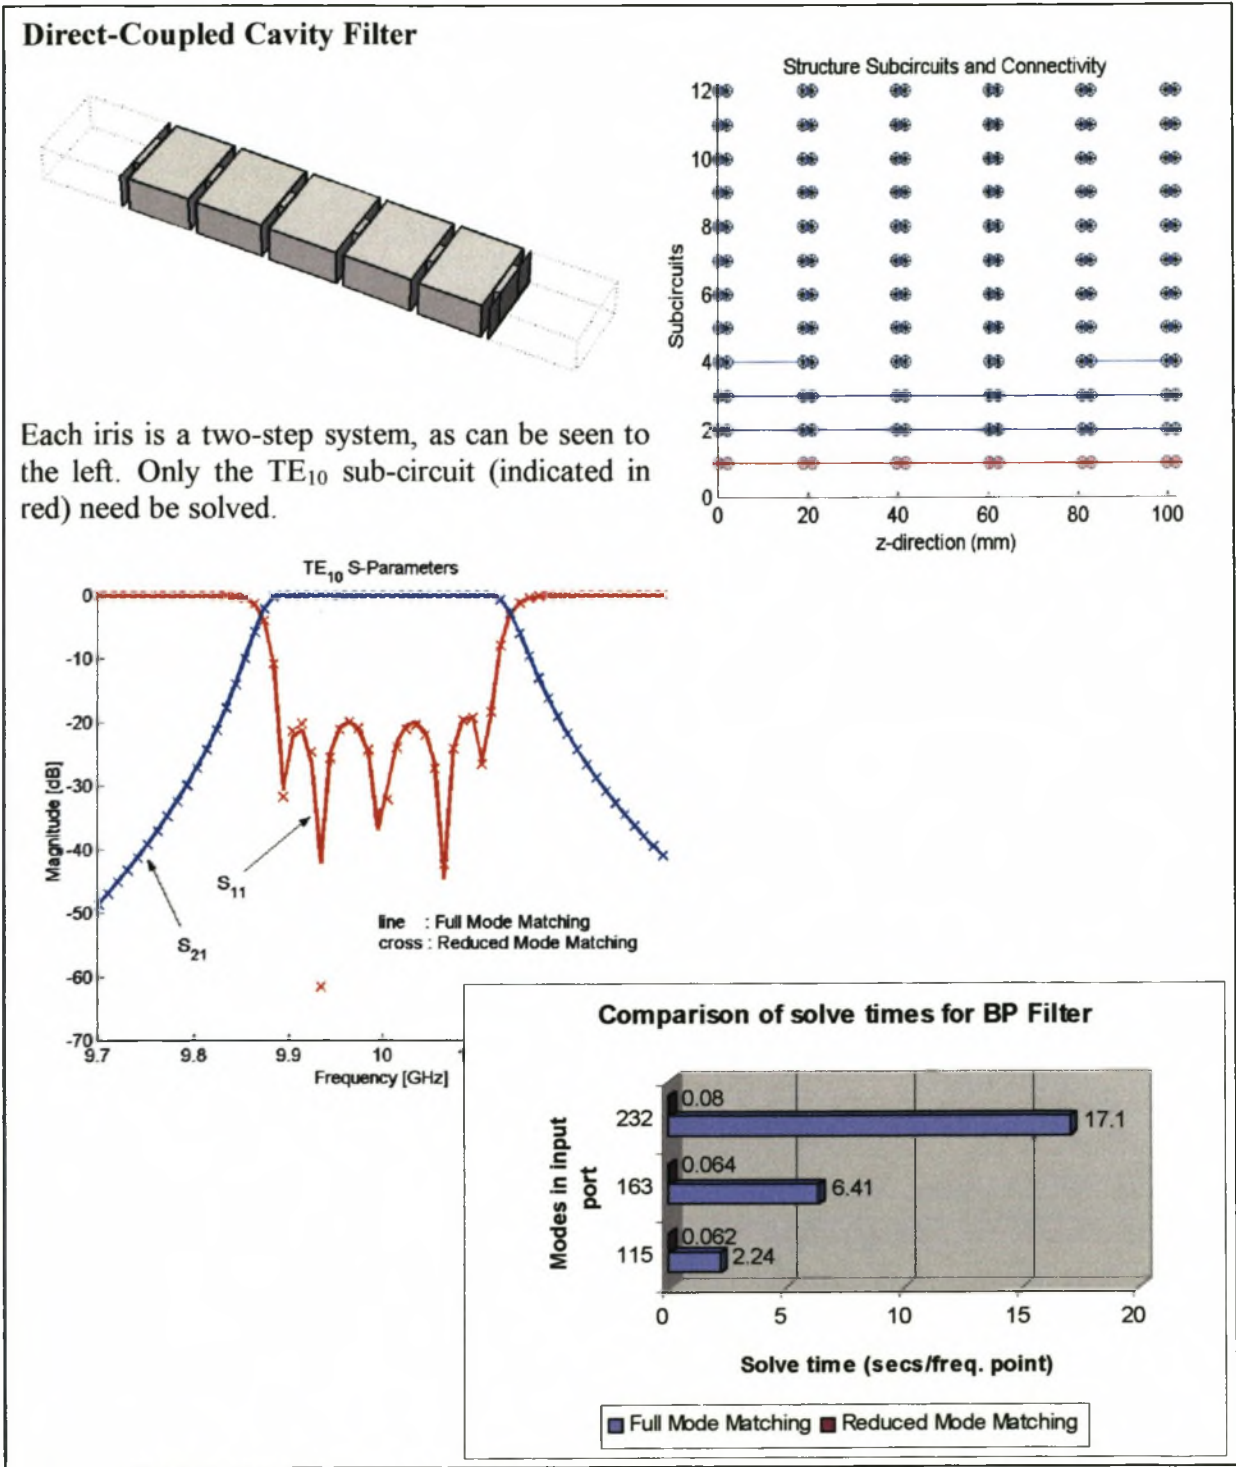 Direct-Coupled Cavity Filter
Structure Subcircuits and Connectivity
12
10
8
6
4
2
0
Subcircuits
0 20 40 60 80 100
z-direction (mm)
Each iris is a two-step system, as can be seen to
the left. Only the TE10 sub-circuit (indicated in
red) need be solved.
TE10 S-Parameters
0
-10
-20
-30
-40
-50
-60
-70
Magnitude [dB]
S11
S21
line : Full Mode Matching
cross : Reduced Mode Matching
9.7 9.8 9.9 10
Frequency [GHz]
Comparison of solve times for BP Filter
Modes in input
port
232 0.08 17.1
163 0.064 6.41
115 0.062 2.24
0 5 10 15 20
Solve time (secs/freq. point)
Full Mode Matching Reduced Mode Matching